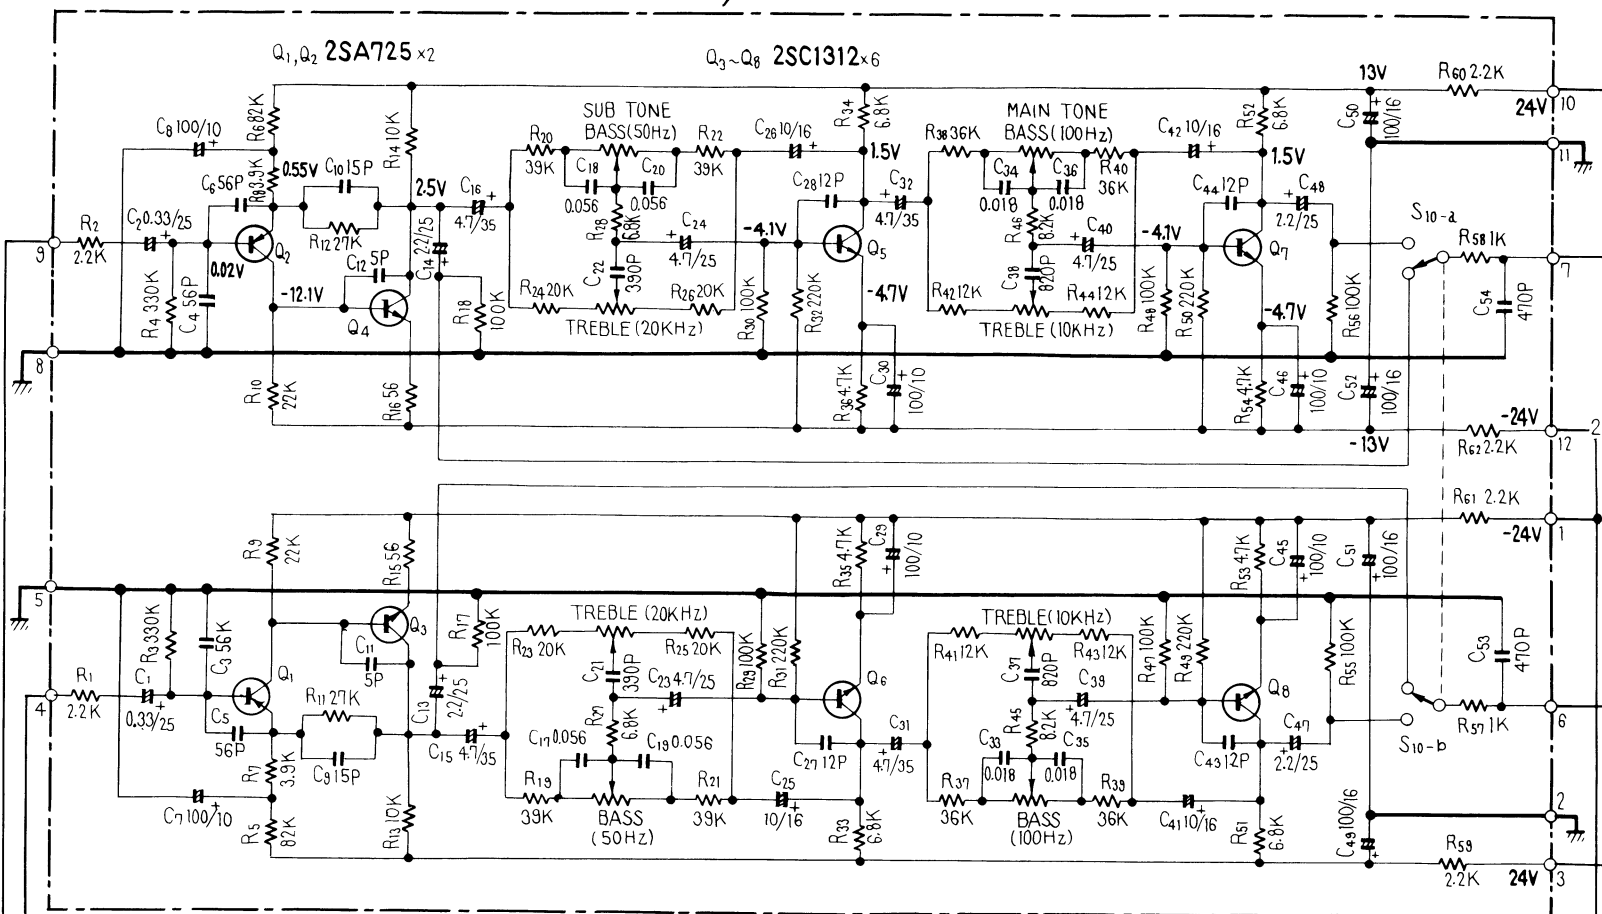 Q1, Q2 2SA725 ×2
Q3~Q8 2SC1312×6
13V
R60 2.2K
24V
10
C8 100/10
R6 82K
R14 10K
SUB TONE
BASS(50Hz)
R20
39K
R22
39K
C26 10/16
R34
6.8K
1.5V
MAIN TONE
BASS(100Hz)
R38 36K
R40
36K
C42 10/16
R52
6.8K
1.5V
C50
100/16
11
C6 56P
R8 3.9K
0.55V
C10 15P
R12 27K
2.5V
C16
4.7/35
C18
0.056
C20
0.056
R28
6.8K
C24
4.7/25
-4.1V
C28 12P
C32
4.7/35
C34
0.018
C36
0.018
R46
8.2K
C40
4.7/25
-4.1V
C44 12P
C48
2.2/25
S10-a
R58 1K
7
9
R2
2.2K
C2 0.33/25
Q2
0.02V
C12 5P
C14 22/25
Q5
Q7
R4 330K
C4 56P
-12.1V
Q4
R18
100K
C22
390P
R24 20K
R26 20K
TREBLE(20KHz)
R30 100K
R32 220K
-4.7V
C38
820P
R42 12K
R44 12K
TREBLE(10KHz)
R48 100K
R50 220K
-4.7V
R56 100K
C54
470P
8
R10
22K
R16 56
R36 4.7K
C30
100/10
R54 4.7K
C46
100/10
C52
100/16
-24V
12
2
-13V
R62 2.2K
R61 2.2K
-24V
1
R9
22K
R15 56
R35 4.7K
C29
100/10
R53 4.7K
C45
100/10
C51
100/16
5
R3 330K
C3 56K
Q3
C11
5P
R17
100K
TREBLE (20KHz)
R23 20K
R25 20K
C21
390P
R29 100K
R31 220K
TREBLE(10KHz)
R41 12K
R43 12K
C37
820P
R47 100K
R49 220K
R55 100K
C53
470P
4
R1
2.2K
C1
0.33/25
Q1
C5
56P
R11 27K
C9 15P
C13
2.2/25
C15 4.7/35
C23 4.7/25
R27
6.8K
C17 0.056
C19 0.056
Q6
C27 12P
C31
4.7/35
C39
4.7/25
R45
8.2K
C33
0.018
C35
0.018
Q8
C43 12P
C47
2.2/25
R57 1K
6
S10-b
R7
3.9K
C7 100/10
R5
82K
R13 10K
R19
39K
BASS
(50Hz)
R21
39K
C25
10/16
R33
6.8K
R37
36K
BASS
(100Hz)
R39
36K
C41 10/16
R51
6.8K
C49 100/16
2
R59
2.2K
24V
3